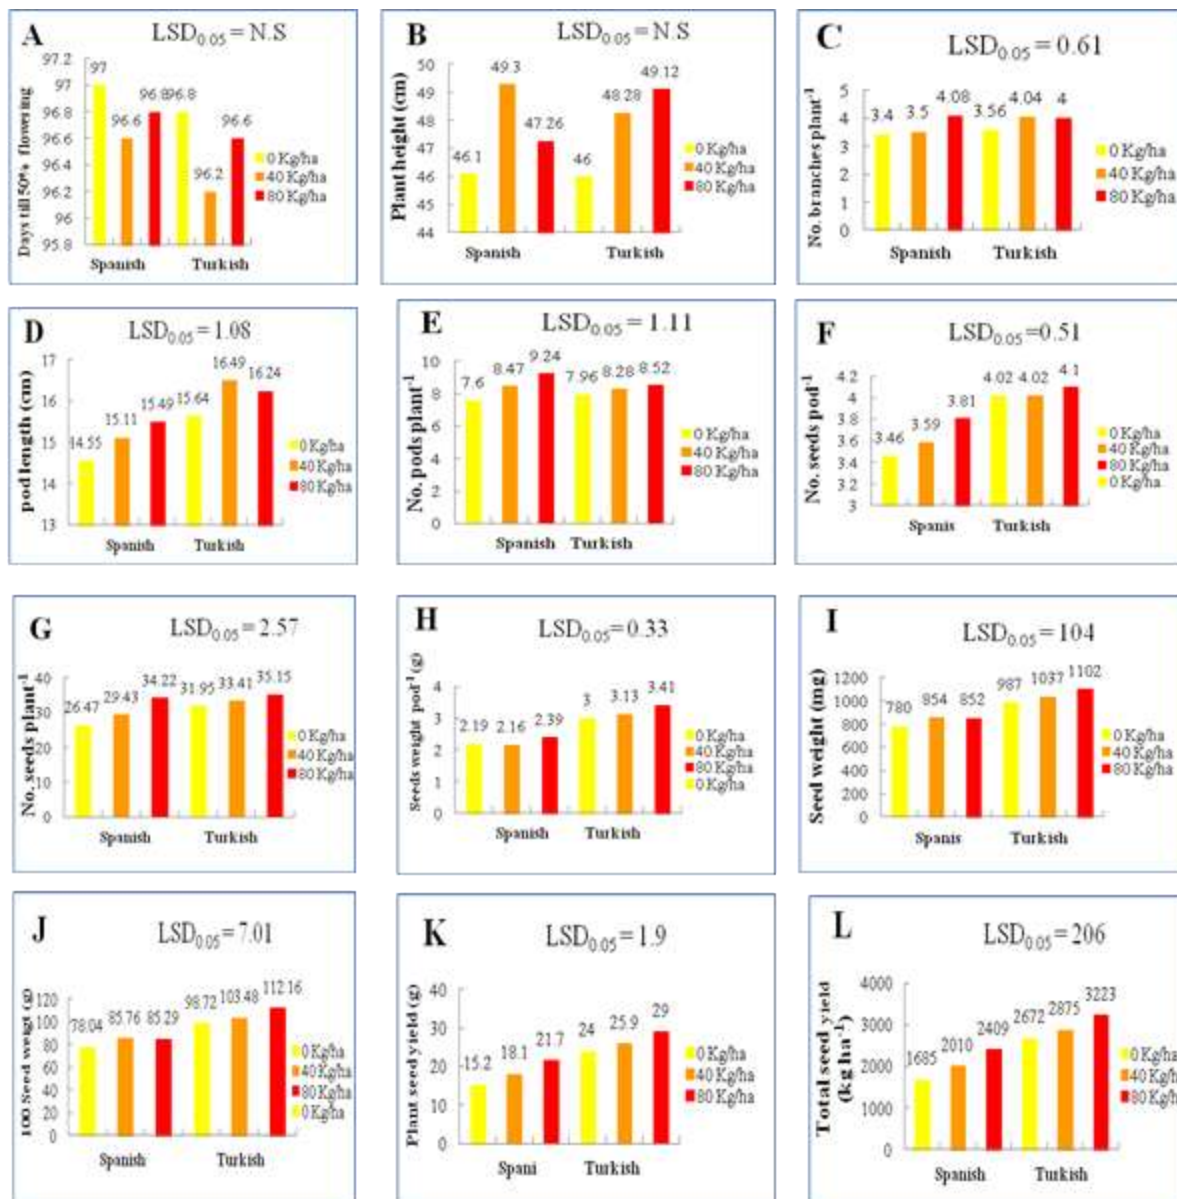 A
LSD0.05 = N.S
Days till 50% flowering
97.2
97
96.8
96.6
96.4
96.2
96
95.8
97
96.6
96.8
96.8
96.2
96.6
0 Kg/ha
40 Kg/ha
80 Kg/ha
Spanish Turkish
B
LSD0.05 = N.S
Plant height (cm)
50
49
48
47
46
45
44
46.1
49.3
47.26
46
48.28
49.12
0 Kg/ha
40 Kg/ha
80 Kg/ha
Spanish Turkish
C
LSD0.05 = 0.61
No. branches plant-1
5
4
3
2
1
0
3.4
3.5
4.08
3.56
4.04
4
0 Kg/ha
40 Kg/ha
80 Kg/ha
Spanish Turkish
D
LSD0.05 = 1.08
pod length (cm)
17
16
15
14
13
14.55
15.11
15.49
15.64
16.49
16.24
0 Kg/ha
40 Kg/ha
80 Kg/ha
Spanish Turkish
E
LSD0.05 = 1.11
No. pods plant-1
10
8
6
4
2
0
7.6
8.47
9.24
7.96
8.28
8.52
0 Kg/ha
40 Kg/ha
80 Kg/ha
Spanish Turkish
F
LSD0.05 =0.51
No. seeds pod-1
4.2
4
3.8
3.6
3.4
3.2
3
3.46
3.59
3.81
4.02
4.02
4.1
0 Kg/ha
40 Kg/ha
80 Kg/ha
0 Kg/ha
Spanis Turkish
G
LSD0.05 = 2.57
No. seeds plant-1
40
30
20
10
0
26.47
29.43
34.22
31.95
33.41
35.15
0 Kg/ha
40 Kg/ha
80 Kg/ha
Spanish Turkish
H
LSD0.05 = 0.33
Seeds weight pod-1 (g)
4
3
2
1
0
2.19
2.16
2.39
3
3.13
3.41
0 Kg/ha
40 Kg/ha
80 Kg/ha
0 Kg/ha
Spanish Turkish
I
LSD0.05 = 104
Seed weight (mg)
1200
1000
800
600
400
200
0
780
854
852
987
1037
1102
0 Kg/ha
40 Kg/ha
80 Kg/ha
Spanis Turkish
J
LSD0.05 = 7.01
100 Seed weigt (g)
120
100
80
60
40
20
0
78.04
85.76
85.29
98.72
103.48
112.16
0 Kg/ha
40 Kg/ha
80 Kg/ha
0 Kg/ha
Spanish Turkish
K
LSD0.05 = 1.9
Plant seed yield (g)
40
30
20
10
0
15.2
18.1
21.7
24
25.9
29
0 Kg/ha
40 Kg/ha
80 Kg/ha
Spani Turkish
L
LSD0.05 = 206
Total seed yield
(kg ha-1)
4000
3000
2000
1000
0
1685
2010
2409
2672
2875
3223
0 Kg/ha
40 Kg/ha
80 Kg/ha
Spanish Turkish